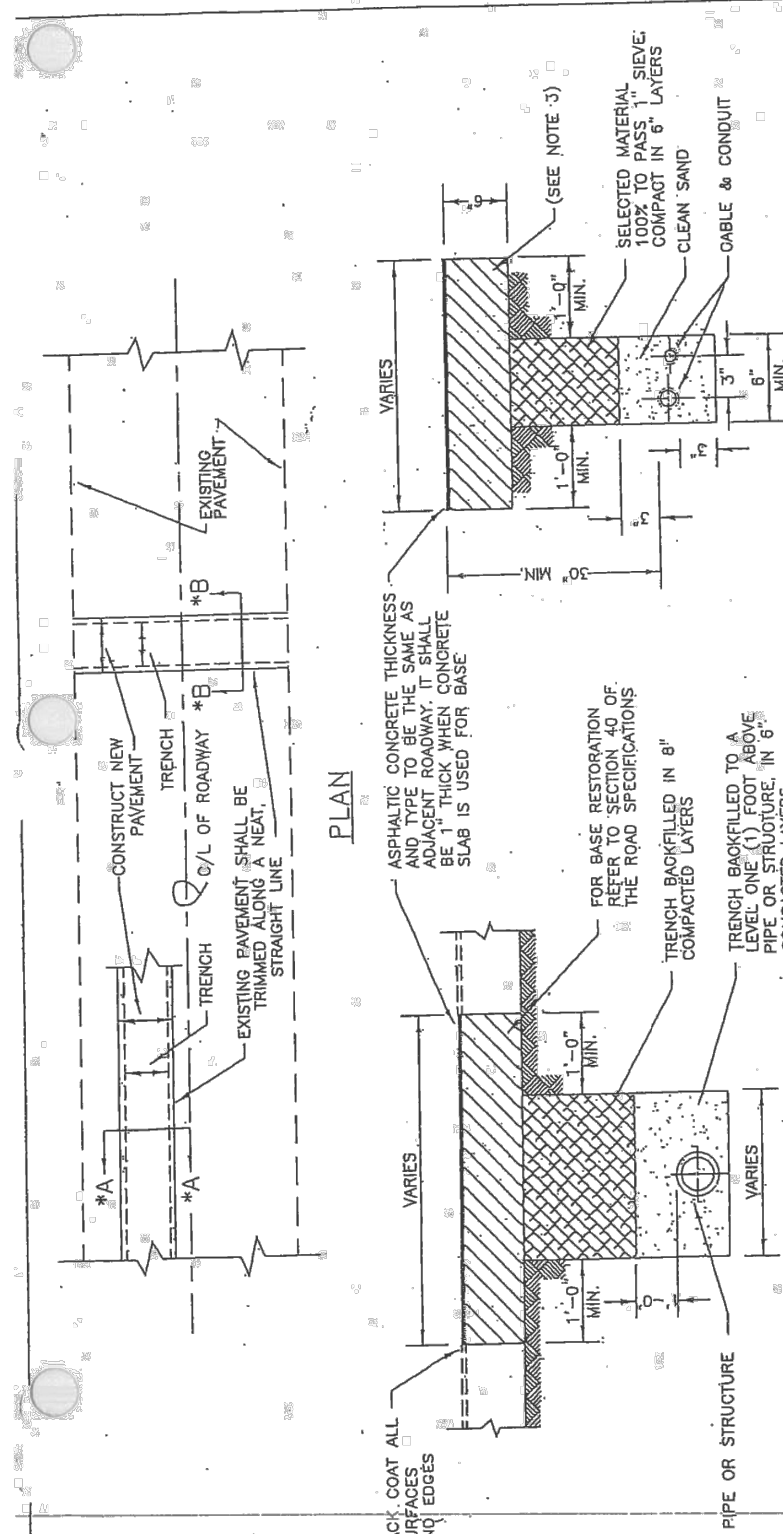 EXISTING
PAVEMENT
CONSTRUCT NEW
PAVEMENT
TRENCH
*B
*B
C/L OF ROADWAY
TRENCH
EXISTING PAVEMENT SHALL BE
TRIMMED ALONG A NEAT,
STRAIGHT LINE
*A
*A
PLAN
ASPHALTIC CONCRETE THICKNESS
AND TYPE TO BE THE SAME AS
ADJACENT ROADWAY. IT SHALL
BE 1" THICK WHEN CONCRETE
SLAB IS USED FOR BASE
VARIES
(SEE NOTE 3)
1'-0"
MIN.
1'-0"
MIN.
SELECTED MATERIAL
100% TO PASS 1" SIEVE;
COMPACT IN 6" LAYERS
CLEAN SAND
CABLE & CONDUIT
30" MIN.
3"
3"
3"
6"
MIN.
COAT ALL
AND EDGES
VARIES
FOR BASE RESTORATION
REFER TO SECTION 40 OF
THE ROAD SPECIFICATIONS
1'-0"
MIN.
1'-0"
MIN.
TRENCH BACKFILLED IN 8"
COMPACTED LAYERS
TRENCH BACKFILLED TO A
LEVEL ONE (1) FOOT ABOVE
PIPE OR STRUCTURE, IN 6"
PIPE OR STRUCTURE
VARIES